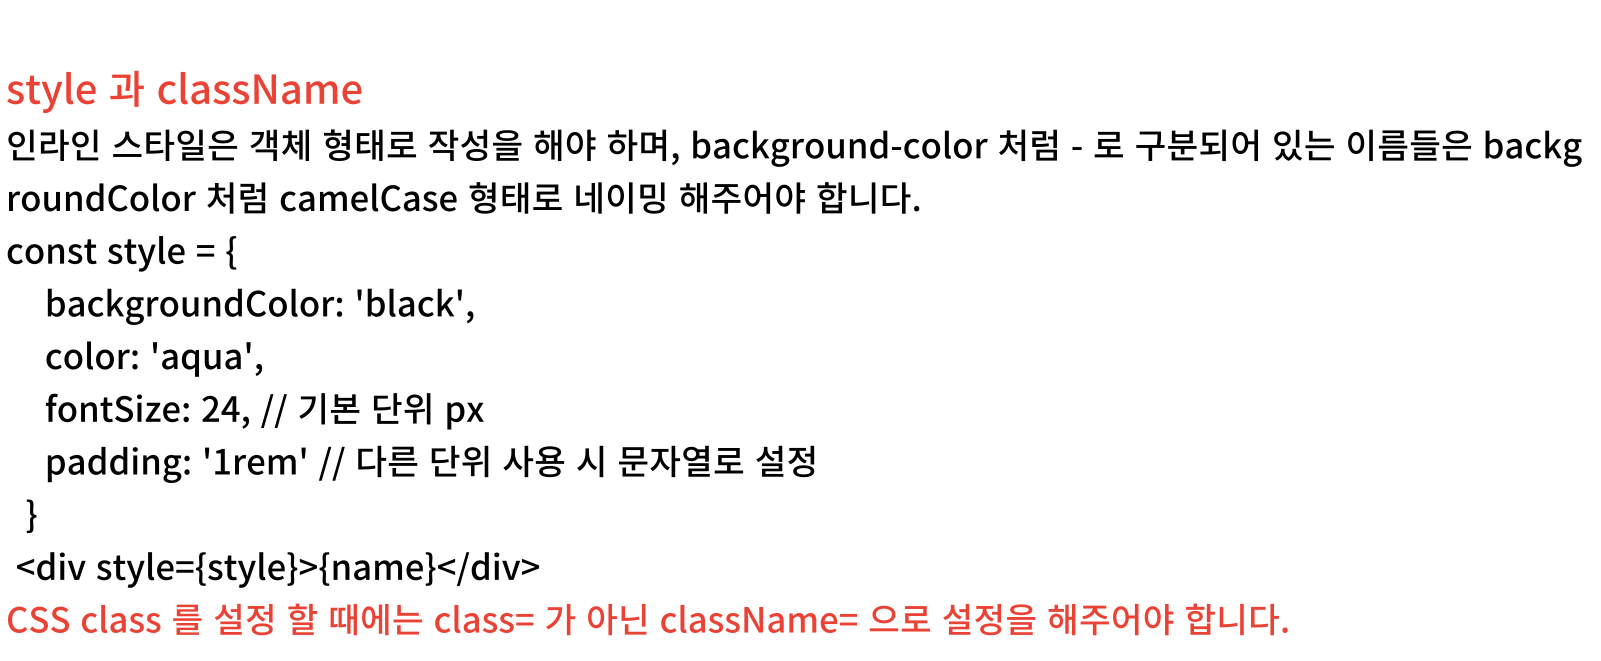 style 과 className
인라인 스타일은 객체 형태로 작성을 해야 하며, background-color 처럼 - 로 구분되어 있는 이름들은 backg
roundColor 처럼 camelCase 형태로 네이밍 해주어야 합니다.
const style = {
    backgroundColor: 'black',
    color: 'aqua',
    fontSize: 24, // 기본 단위 px
    padding: '1rem' // 다른 단위 사용 시 문자열로 설정
  }
 <div style={style}>{name}</div>
CSS class 를 설정 할 때에는 class= 가 아닌 className= 으로 설정을 해주어야 합니다.